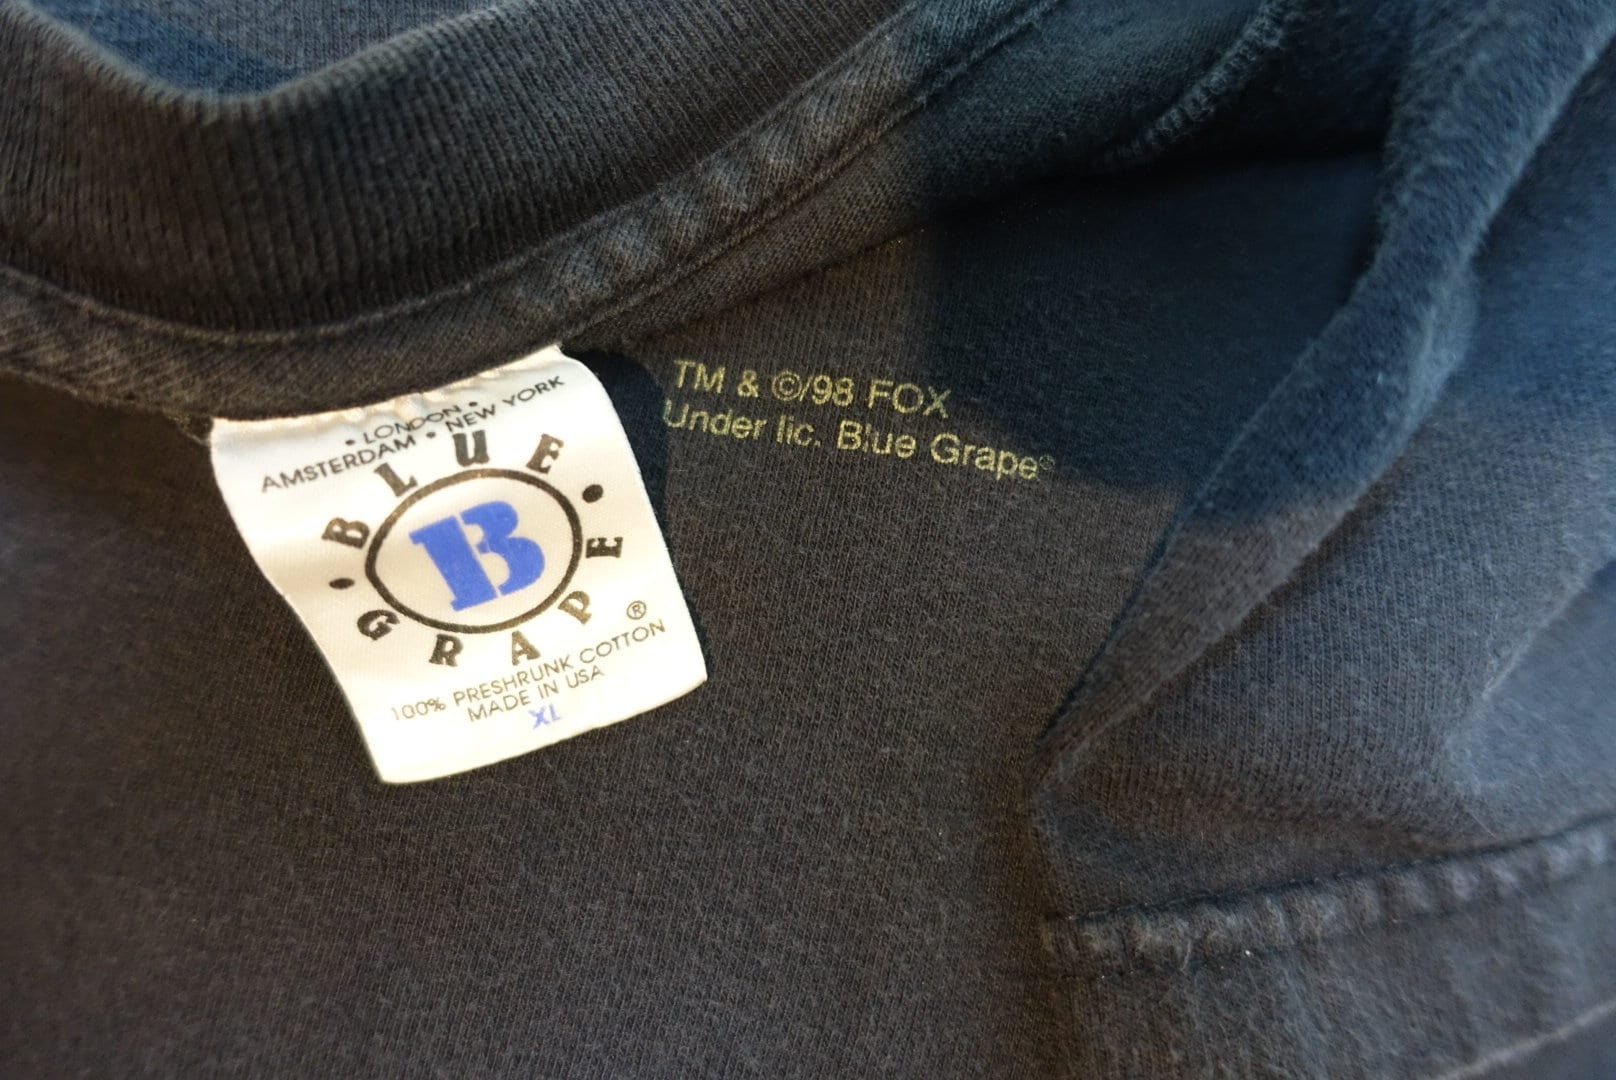 • LONDON •
AMSTERDAM • NEW YORK
BLUE • GRAPE •
B
®
100% PRESHRUNK COTTON
MADE IN USA
XL
TM & ©/98 FOX
Under lic. Blue Grape®